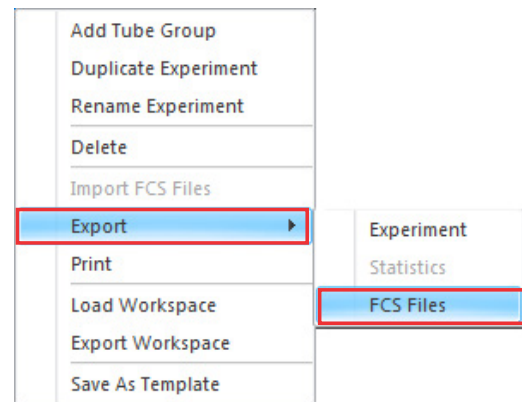 Add Tube Group
Duplicate Experiment
Rename Experiment
Delete
Import FCS Files
Export
Print
Load Workspace
Export Workspace
Save As Template
Experiment
Statistics
FCS Files